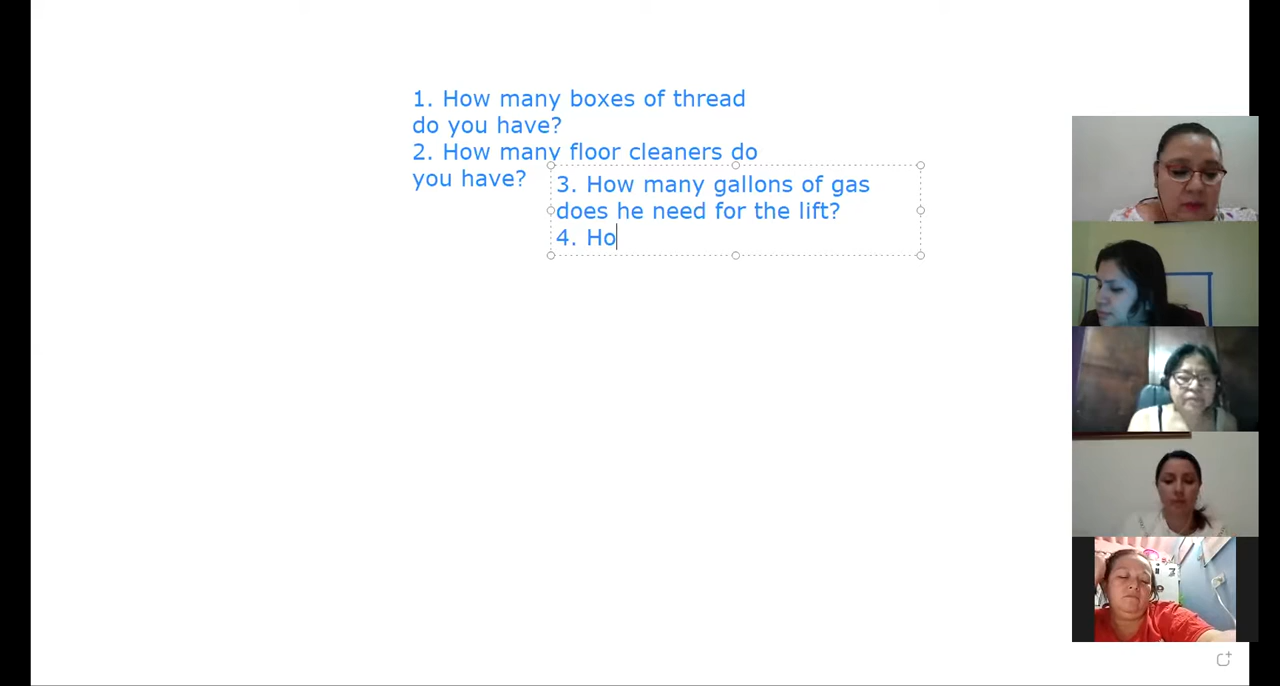 1. How many boxes of thread
do you have?
2. How many floor cleaners do
you have?
3. How many gallons of gas
does he need for the lift?
4. Ho